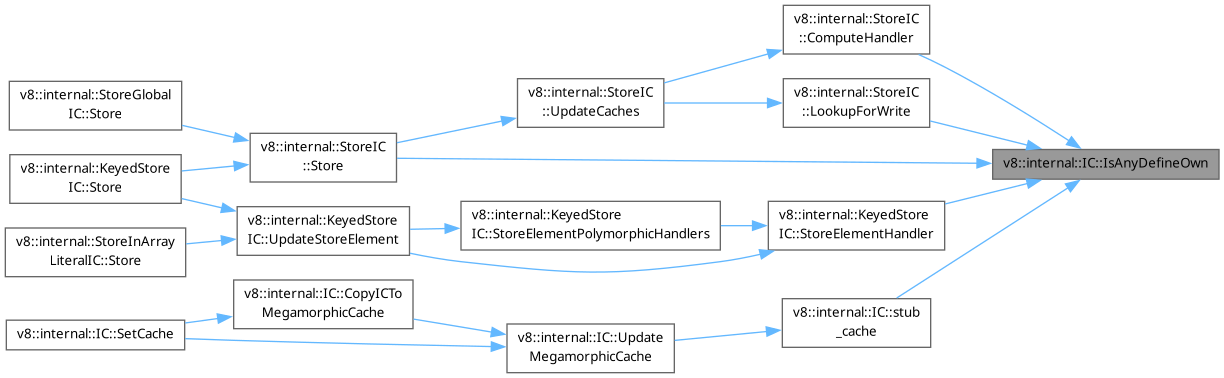 v8::internal::StoreIC
::ComputeHandler
v8::internal::StoreGlobal
IC::Store
v8::internal::StoreIC
::UpdateCaches
v8::internal::StoreIC
::LookupForWrite
v8::internal::StoreIC
::Store
v8::internal::KeyedStore
IC::Store
v8::internal::IC::IsAnyDefineOwn
v8::internal::KeyedStore
IC::UpdateStoreElement
v8::internal::KeyedStore
IC::StoreElementPolymorphicHandlers
v8::internal::KeyedStore
IC::StoreElementHandler
v8::internal::StoreInArray
LiteralIC::Store
v8::internal::IC::CopyICTo
MegamorphicCache
v8::internal::IC::SetCache
v8::internal::IC::Update
MegamorphicCache
v8::internal::IC::stub
_cache